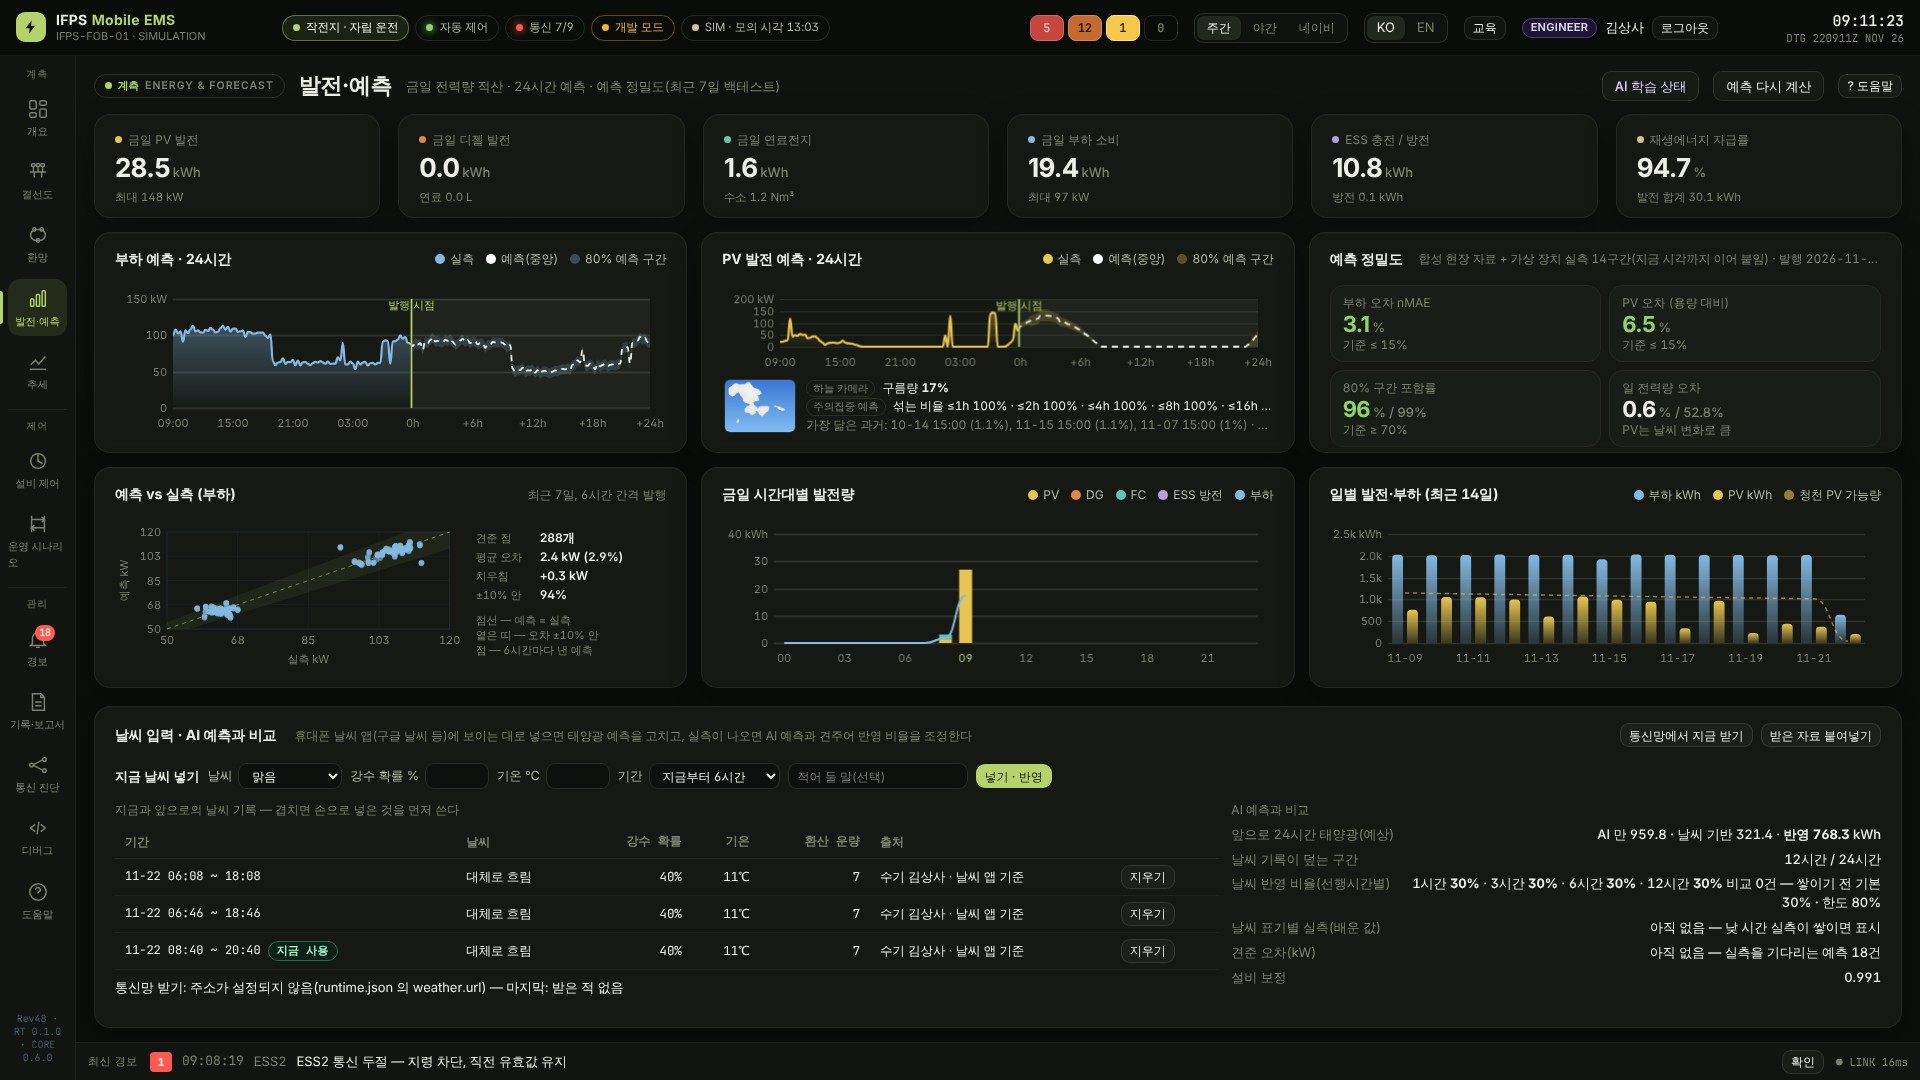 IFPS Mobile EMS
IFPS-FOB-01 · SIMULATION
작전지 · 자립 운전
자동 제어
통신 7/9
개발 모드
SIM · 모의 시각 13:03
5 12 1 0
주간 야간 네이비
KO EN
교육
ENGINEER 김상사 로그아웃
09:11:23
DTG 220911Z NOV 26
계측
개요
결선도
환망
발전·예측
추세
제어
설비 제어
운영 시나리
오
관리
18
경보
기록·보고서
통신 진단
디버그
도움말
Rev48 ·
RT 0.1.0
· CORE
0.6.0
계측 ENERGY & FORECAST
발전·예측
금일 전력량 적산 · 24시간 예측 · 예측 정밀도(최근 7일 백테스트)
AI 학습 상태
예측 다시 계산
? 도움말
금일 PV 발전
28.5 kWh
최대 148 kW
금일 디젤 발전
0.0 kWh
연료 0.0 L
금일 연료전지
1.6 kWh
수소 1.2 Nm³
금일 부하 소비
19.4 kWh
최대 97 kW
ESS 충전 / 방전
10.8 kWh
방전 0.1 kWh
재생에너지 자급률
94.7 %
발전 합계 30.1 kWh
부하 예측 · 24시간
실측 예측(중앙) 80% 예측 구간
150 kW
100
50
0
발행 시점
09:00 15:00 21:00 03:00 0h +6h +12h +18h +24h
PV 발전 예측 · 24시간
실측 예측(중앙) 80% 예측 구간
200 kW
150
100
50
0
발행 시점
09:00 15:00 21:00 03:00 0h +6h +12h +18h +24h
하늘 카메라 구름량 17%
주의집중 예측 섞는 비율 ≤1h 100% · ≤2h 100% · ≤4h 100% · ≤8h 100% · ≤16h ...
가장 닮은 과거: 10-14 15:00 (1.1%), 11-15 15:00 (1.1%), 11-07 15:00 (1%) · ...
예측 정밀도
합성 현장 자료 + 가상 장치 실측 14구간(지금 시각까지 이어 붙임) · 발행 2026-11-...
부하 오차 nMAE
3.1 %
기준 ≤ 15%
PV 오차 (용량 대비)
6.5 %
기준 ≤ 15%
80% 구간 포함률
96 % / 99%
기준 ≥ 70%
일 전력량 오차
0.6 % / 52.8%
PV는 날씨 변화로 큼
예측 vs 실측 (부하)
최근 7일, 6시간 간격 발행
예측 kW
120
103
85
68
50
50 68 85 103 120
실측 kW
견준 점 288개
평균 오차 2.4 kW (2.9%)
치우침 +0.3 kW
±10% 안 94%
점선 — 예측 = 실측
옅은 띠 — 오차 ±10% 안
점 — 6시간마다 낸 예측
금일 시간대별 발전량
PV DG FC ESS 방전 부하
40 kWh
30
20
10
0
00 03 06 09 12 15 18 21
일별 발전·부하 (최근 14일)
부하 kWh PV kWh 청천 PV 가능량
2.5k kWh
2.0k
1.5k
1.0k
500
0
11-09 11-11 11-13 11-15 11-17 11-19 11-21
날씨 입력 · AI 예측과 비교
휴대폰 날씨 앱(구글 날씨 등)에 보이는 대로 넣으면 태양광 예측을 고치고, 실측이 나오면 AI 예측과 견주어 반영 비율을 조정한다
통신망에서 지금 받기
받은 자료 붙여넣기
지금 날씨 넣기 날씨 맑음 강수 확률 % 기온 °C 기간 지금부터 6시간 적어 둘 말(선택) 넣기 · 반영
지금과 앞으로의 날씨 기록 — 겹치면 손으로 넣은 것을 먼저 쓴다
기간 날씨 강수 확률 기온 환산 운량 출처
11-22 06:08 ~ 18:08 대체로 흐림 40% 11℃ 7 수기 김상사 · 날씨 앱 기준 지우기
11-22 06:46 ~ 18:46 대체로 흐림 40% 11℃ 7 수기 김상사 · 날씨 앱 기준 지우기
11-22 08:40 ~ 20:40 지금 사용 대체로 흐림 40% 11℃ 7 수기 김상사 · 날씨 앱 기준 지우기
통신망 받기: 주소가 설정되지 않음(runtime.json 의 weather.url) — 마지막: 받은 적 없음
AI 예측과 비교
앞으로 24시간 태양광(예상) AI 만 959.8 · 날씨 기반 321.4 · 반영 768.3 kWh
날씨 기록이 덮는 구간 12시간 / 24시간
날씨 반영 비율(선행시간별) 1시간 30% · 3시간 30% · 6시간 30% · 12시간 30% 비교 0건 — 쌓이기 전 기본
30% · 한도 80%
날씨 표기별 실측(배운 값) 아직 없음 — 낮 시간 실측이 쌓이면 표시
견준 오차(kW) 아직 없음 — 실측을 기다리는 예측 18건
설비 보정 0.991
최신 경보 1 09:08:19 ESS2 ESS2 통신 두절 — 지령 차단, 직전 유효값 유지
확인
LINK 16ms